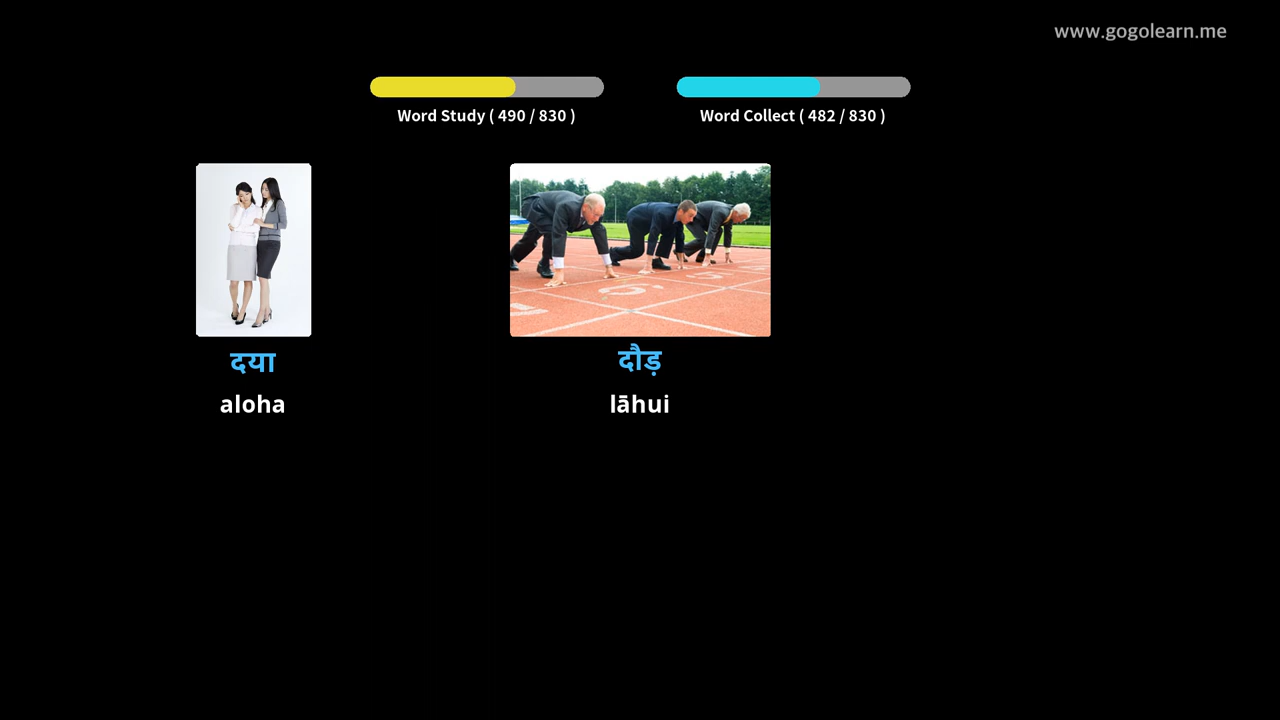 www.gogolearn.me
Word Study ( 490 / 830 )
Word Collect ( 482 / 830 )
दया
दौड़
aloha
lāhui